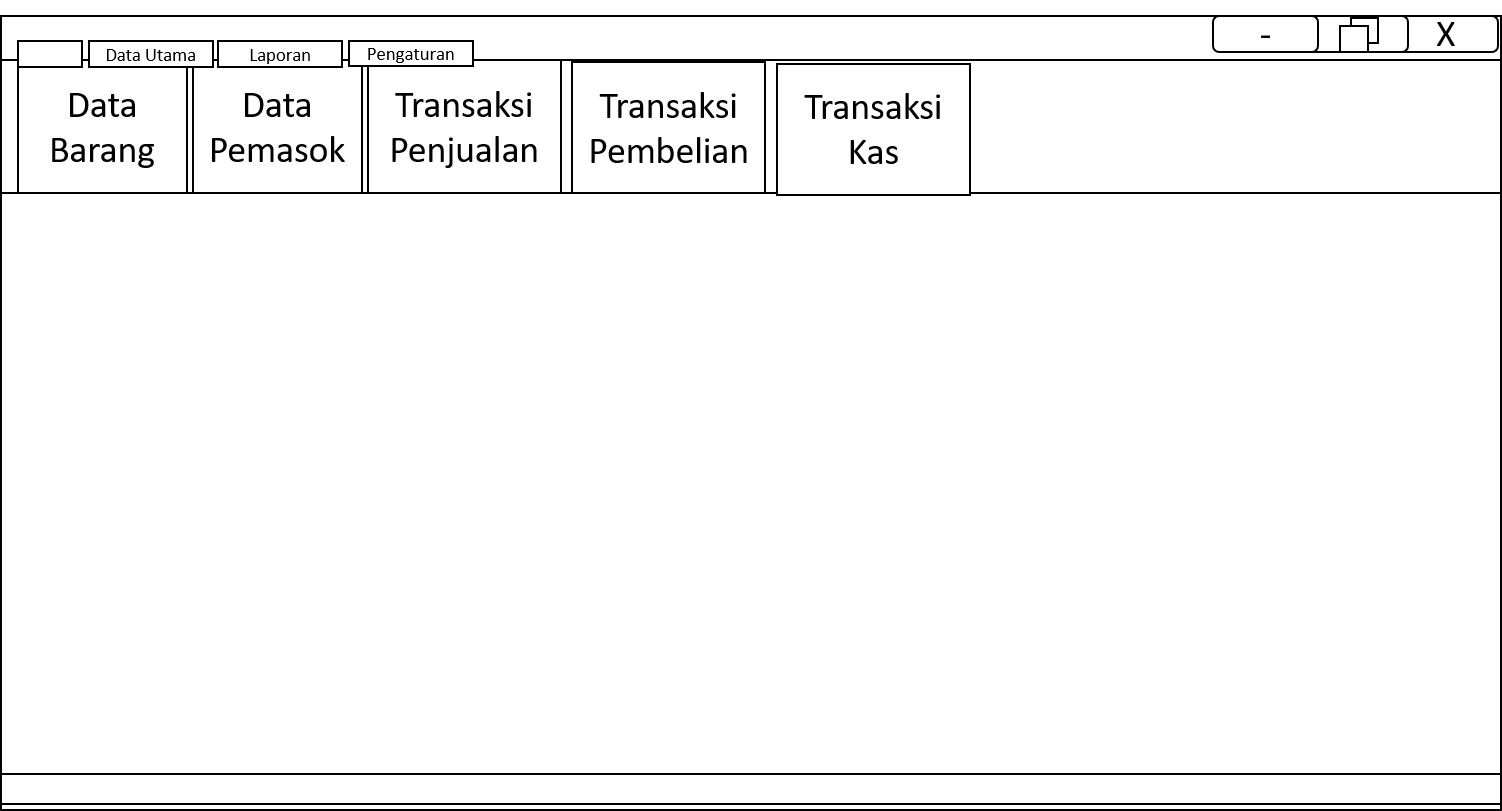 -
X
Data Utama
Laporan
Pengaturan
Data
Barang
Data
Pemasok
Transaksi
Penjualan
Transaksi
Pembelian
Transaksi
Kas